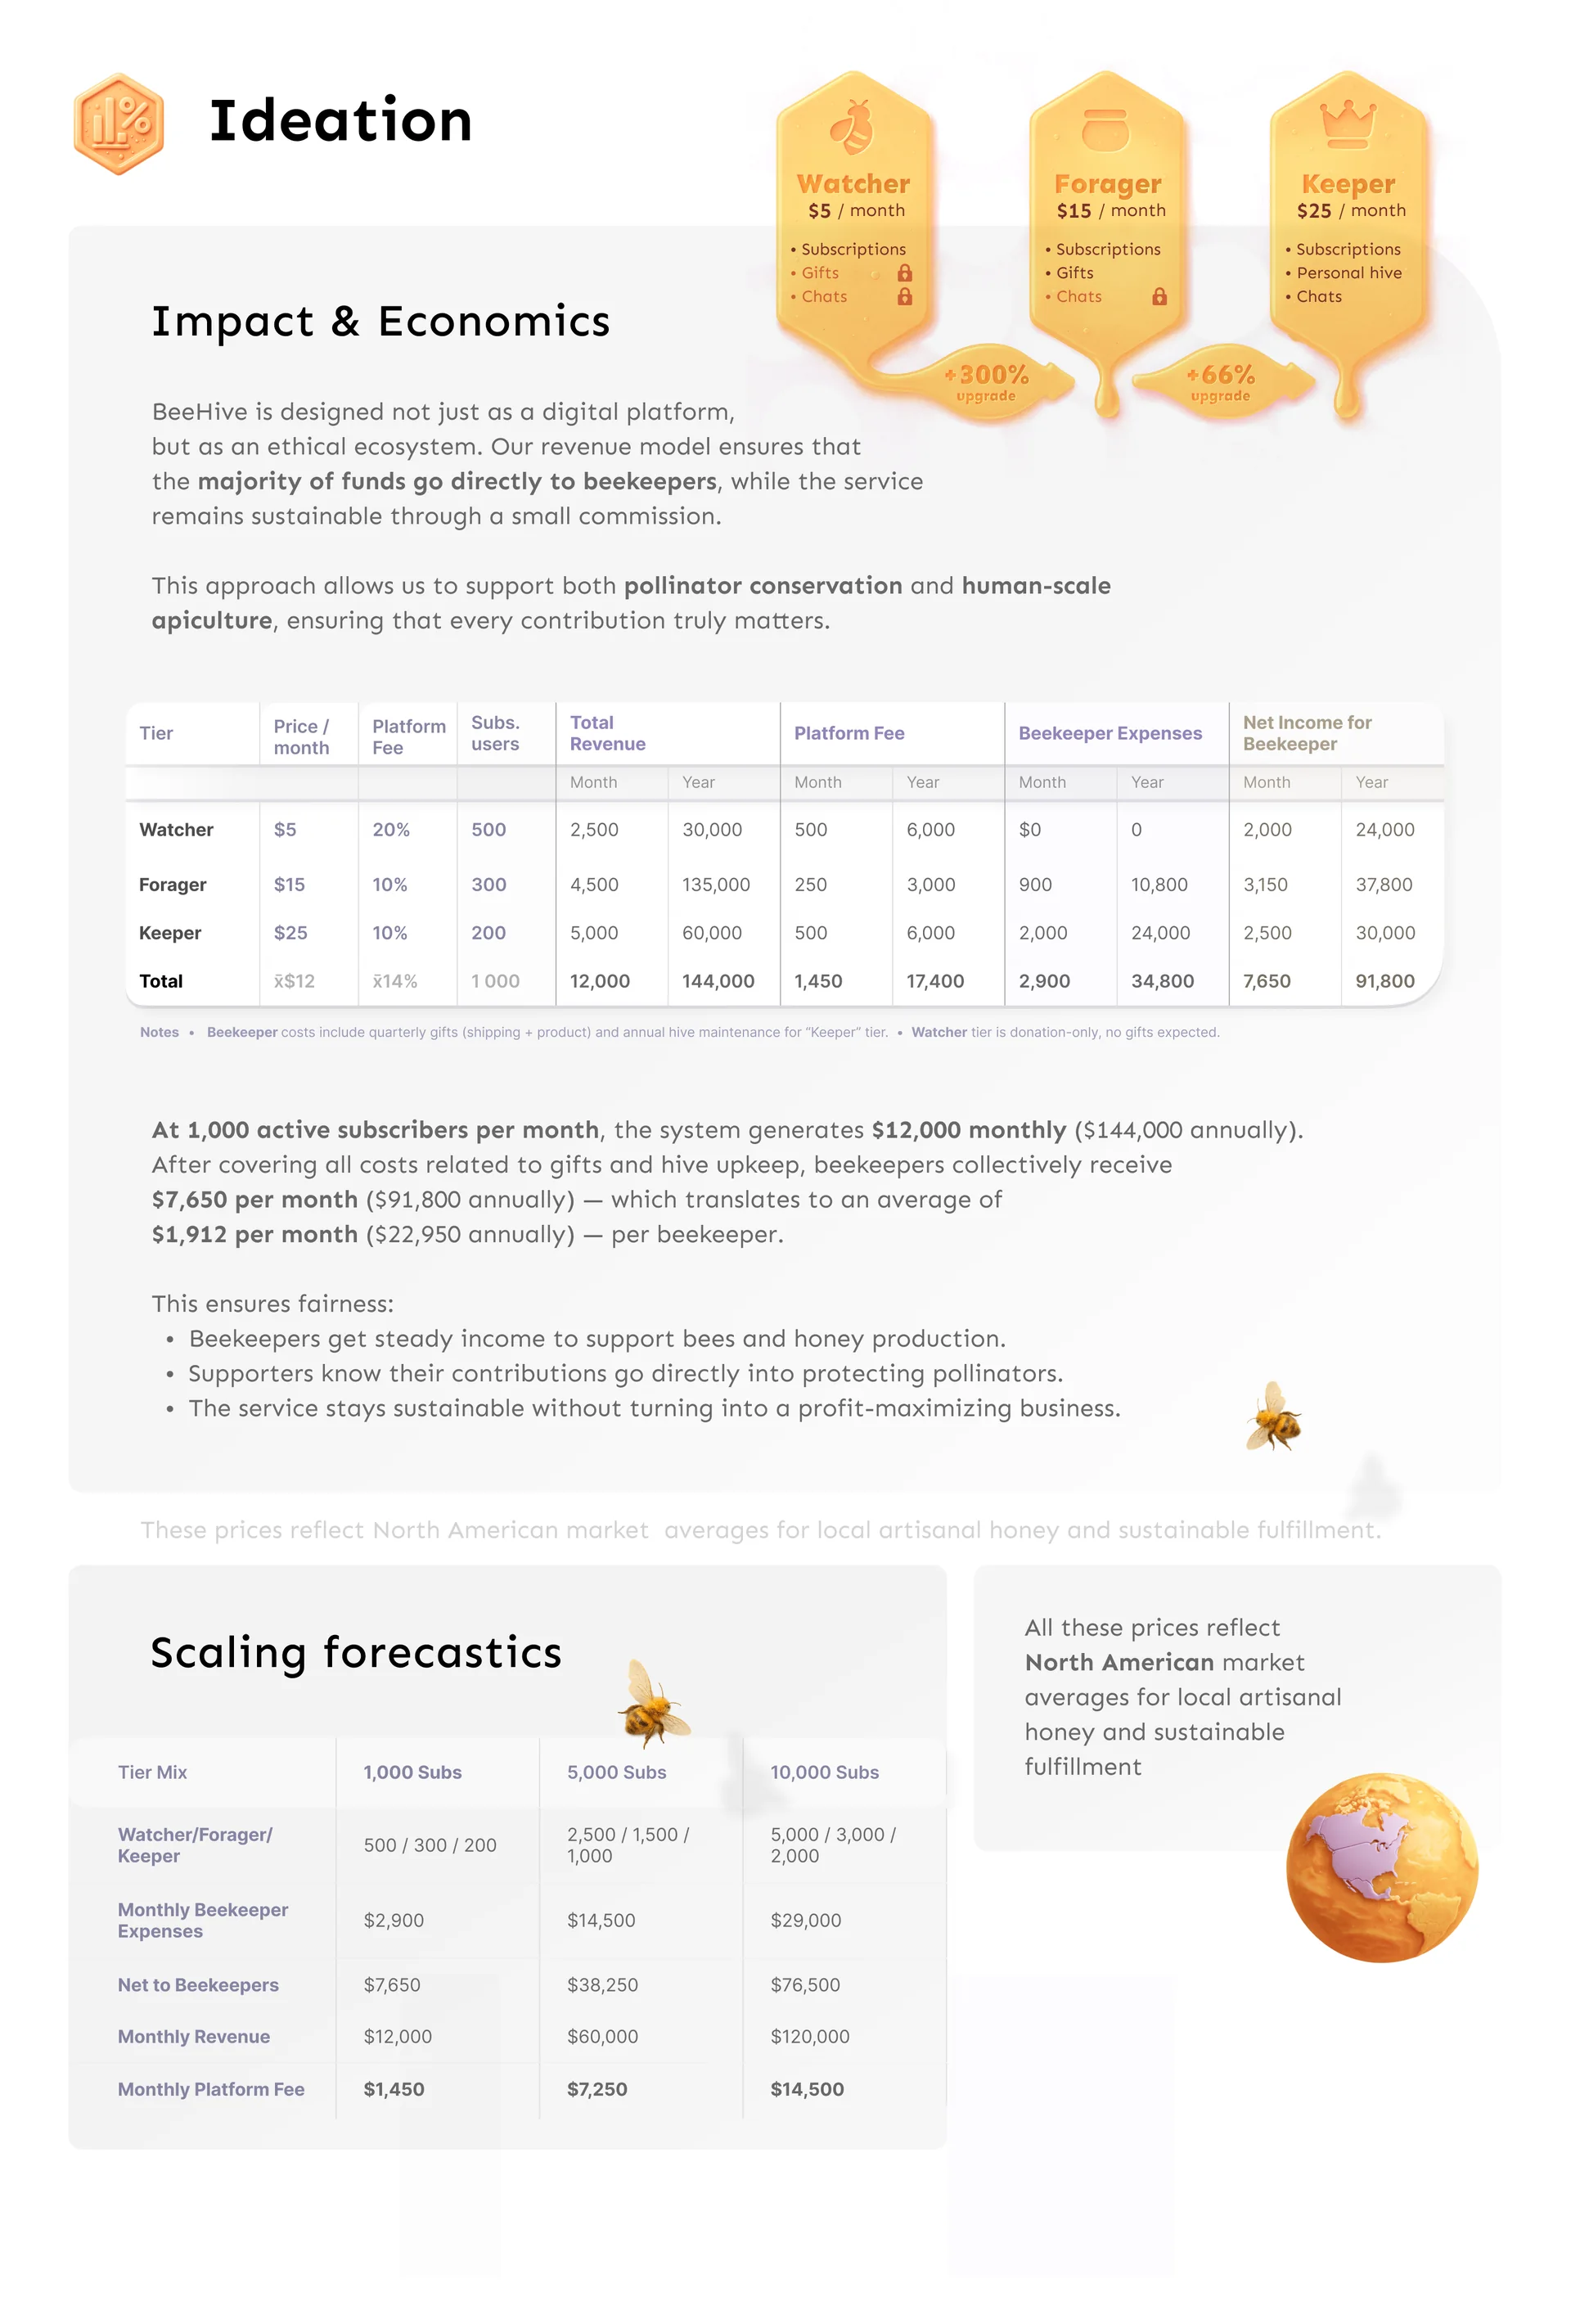 Ideation
Watcher
$5 / month
• Subscriptions
• Gifts
• Chats
Forager
$15 / month
• Subscriptions
• Gifts
• Chats
Keeper
$25 / month
• Subscriptions
• Personal hive
• Chats
+300%
upgrade
+66%
upgrade
Impact & Economics
BeeHive is designed not just as a digital platform,
but as an ethical ecosystem. Our revenue model ensures that
the majority of funds go directly to beekeepers, while the service
remains sustainable through a small commission.
This approach allows us to support both pollinator conservation and human-scale
apiculture, ensuring that every contribution truly matters.
Tier Price / month Platform Fee Subs. users Total Revenue Platform Fee Beekeeper Expenses Net Income for Beekeeper
Month Year Month Year Month Year Month Year
Watcher $5 20% 500 2,500 30,000 500 6,000 $0 0 2,000 24,000
Forager $15 10% 300 4,500 135,000 250 3,000 900 10,800 3,150 37,800
Keeper $25 10% 200 5,000 60,000 500 6,000 2,000 24,000 2,500 30,000
Total x̄$12 x̄14% 1 000 12,000 144,000 1,450 17,400 2,900 34,800 7,650 91,800
Notes • Beekeeper costs include quarterly gifts (shipping + product) and annual hive maintenance for “Keeper” tier. • Watcher tier is donation-only, no gifts expected.
At 1,000 active subscribers per month, the system generates $12,000 monthly ($144,000 annually).
After covering all costs related to gifts and hive upkeep, beekeepers collectively receive
$7,650 per month ($91,800 annually) — which translates to an average of
$1,912 per month ($22,950 annually) — per beekeeper.
This ensures fairness:
• Beekeepers get steady income to support bees and honey production.
• Supporters know their contributions go directly into protecting pollinators.
• The service stays sustainable without turning into a profit-maximizing business.
These prices reflect North American market averages for local artisanal honey and sustainable fulfillment.
Scaling forecastics
Tier Mix 1,000 Subs 5,000 Subs 10,000 Subs
Watcher/Forager/ Keeper 500 / 300 / 200 2,500 / 1,500 / 1,000 5,000 / 3,000 / 2,000
Monthly Beekeeper Expenses $2,900 $14,500 $29,000
Net to Beekeepers $7,650 $38,250 $76,500
Monthly Revenue $12,000 $60,000 $120,000
Monthly Platform Fee $1,450 $7,250 $14,500
All these prices reflect
North American market
averages for local artisanal
honey and sustainable
fulfillment